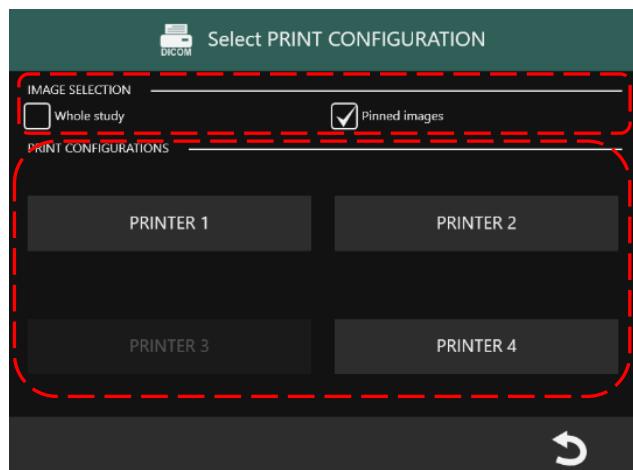 DICOM
Select PRINT CONFIGURATION
IMAGE SELECTION
Whole study
Pinned images
PRINT CONFIGURATIONS
PRINTER 1
PRINTER 2
PRINTER 3
PRINTER 4